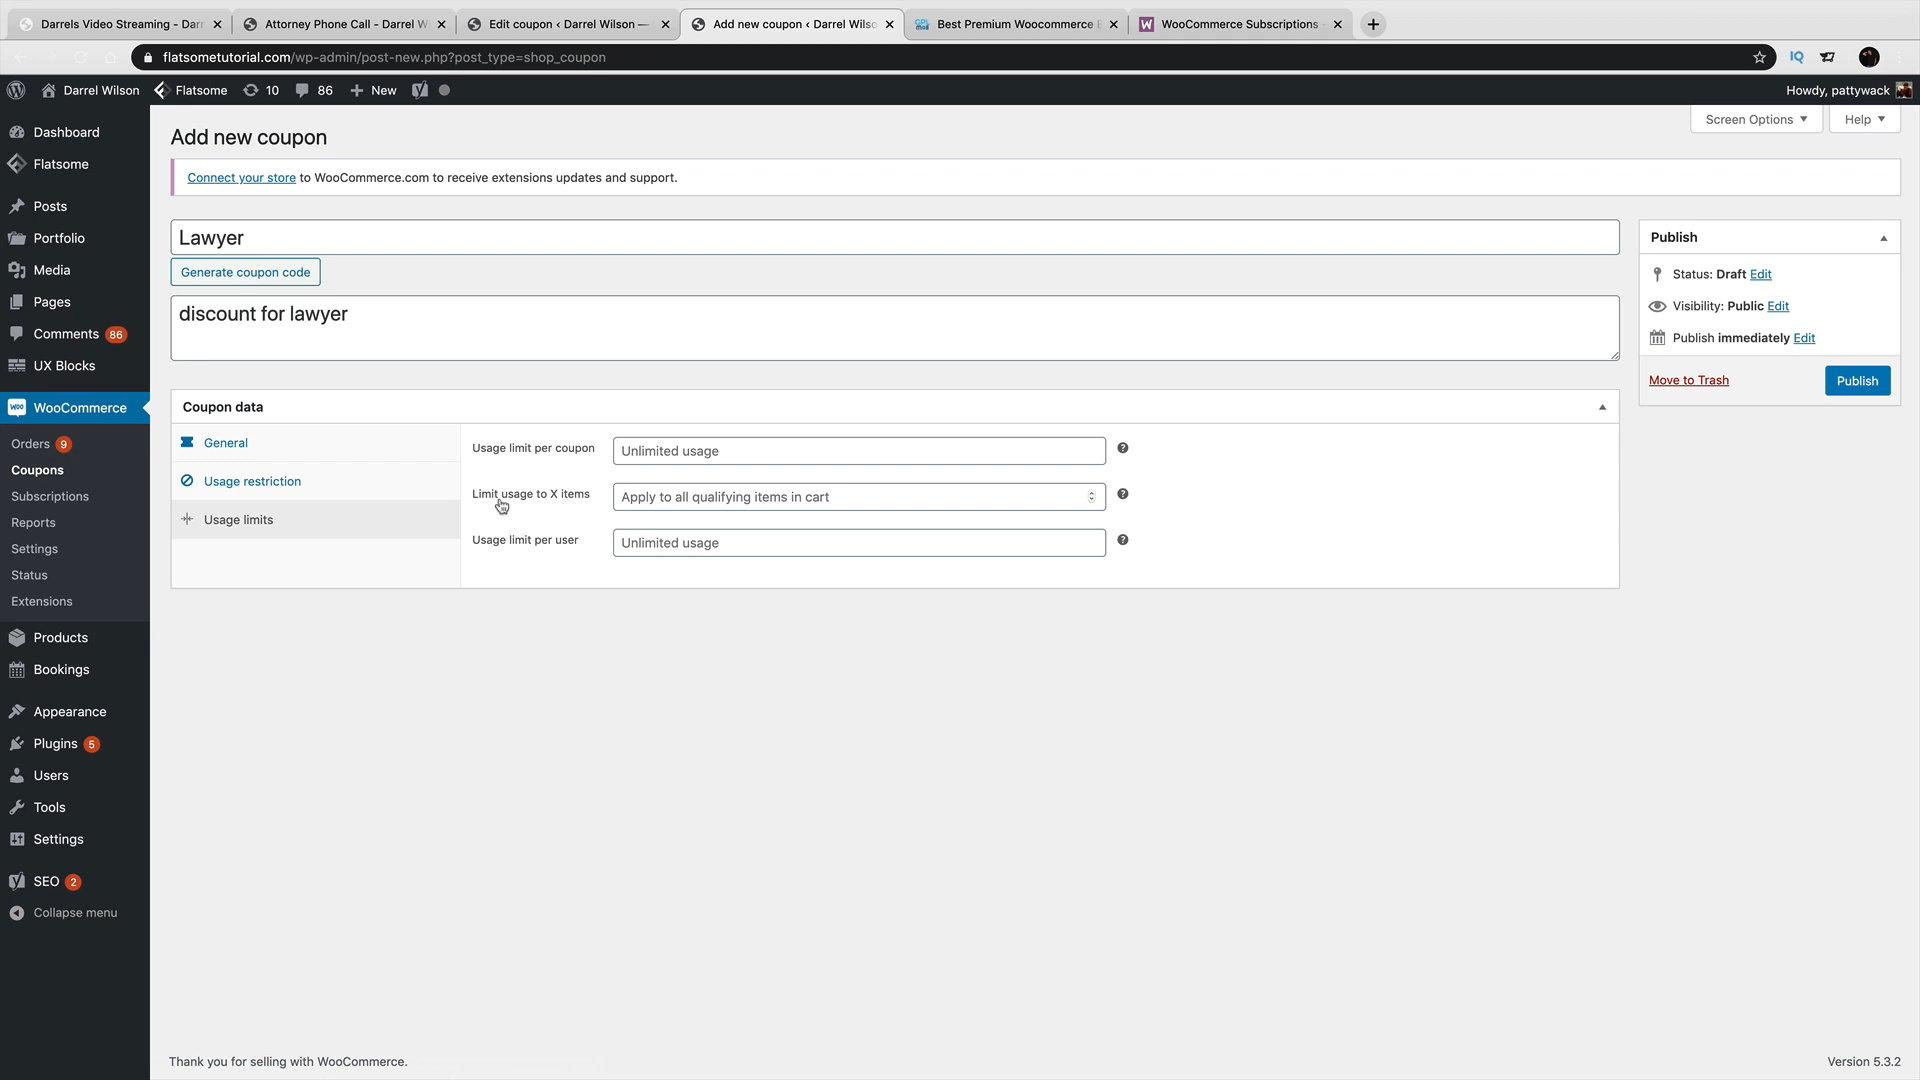 Darrels Video Streaming - Darr
Attorney Phone Call - Darrel W
Edit coupon ‹ Darrel Wilson —
Add new coupon ‹ Darrel Wilso
Best Premium Woocommerce
WooCommerce Subscriptions
flatsometutorial.com/wp-admin/post-new.php?post_type=shop_coupon
IQ
Darrel Wilson
Flatsome
10
86
New
Howdy, pattywack
Screen Options
Help
Dashboard
Flatsome
Posts
Portfolio
Media
Pages
Comments 86
UX Blocks
WooCommerce
Orders 9
Coupons
Subscriptions
Reports
Settings
Status
Extensions
Products
Bookings
Appearance
Plugins 5
Users
Tools
Settings
SEO 2
Collapse menu
Add new coupon
Connect your store to WooCommerce.com to receive extensions updates and support.
Lawyer
Generate coupon code
discount for lawyer
Coupon data
General
Usage restriction
Usage limits
Usage limit per coupon
Unlimited usage
Limit usage to X items
Apply to all qualifying items in cart
Usage limit per user
Unlimited usage
Publish
Status: Draft Edit
Visibility: Public Edit
Publish immediately Edit
Move to Trash
Publish
Thank you for selling with WooCommerce.
Version 5.3.2